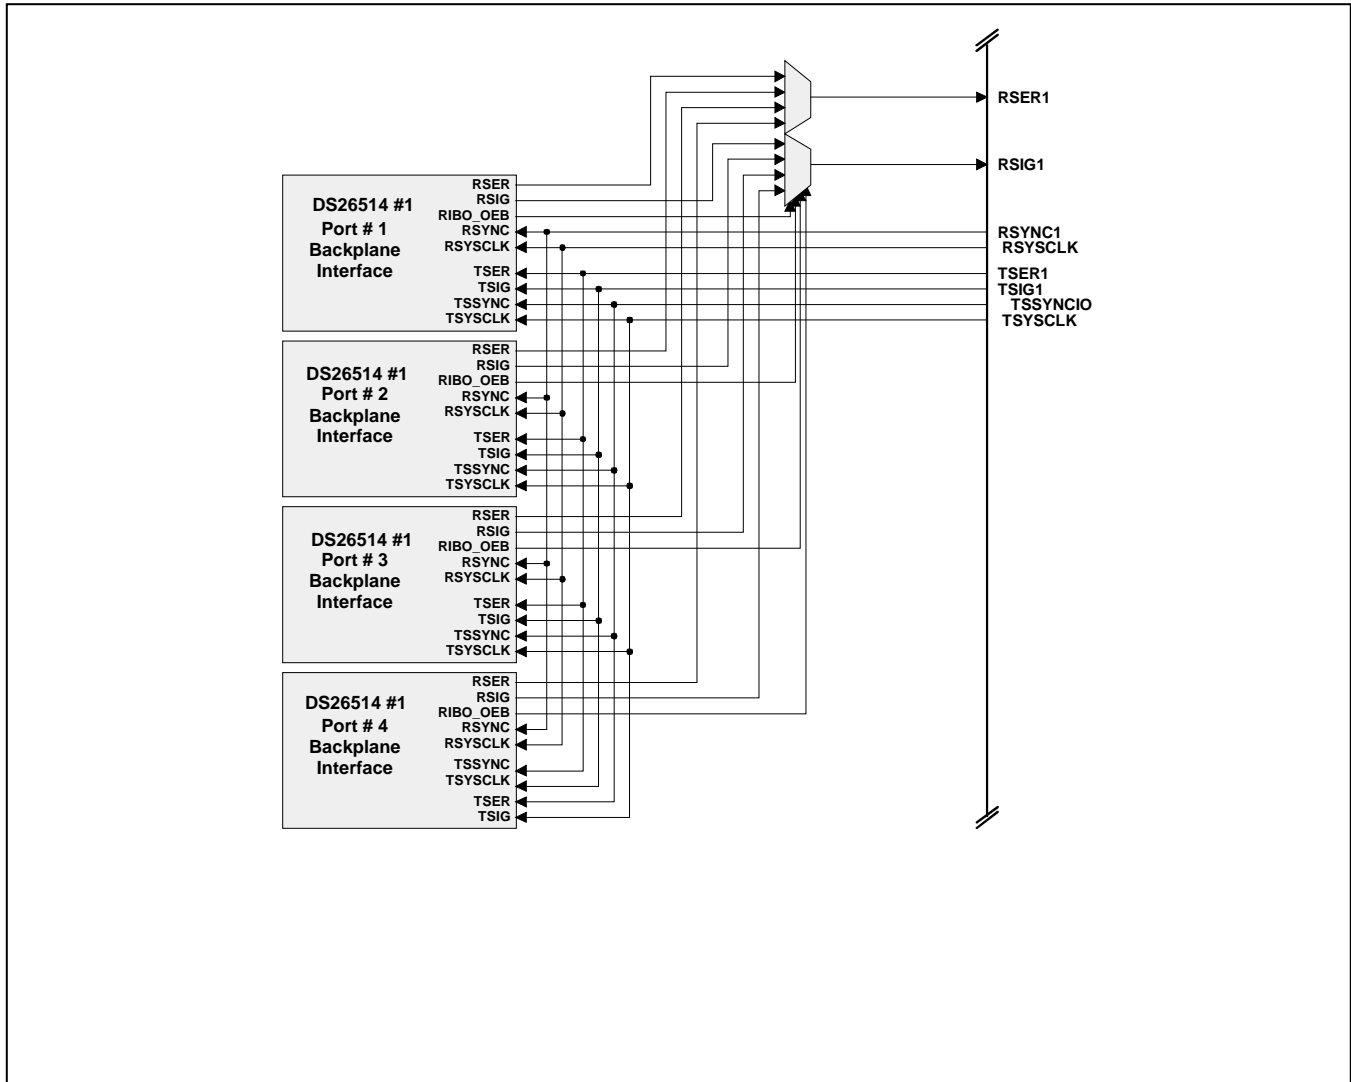 RSER1
RSIG1
DS26514 #1
Port # 1
Backplane
Interface
RSER
RSIG
RIBO_OEB
RSYNC
RSYSCLK
TSER
TSIG
TSSYNC
TSYSCLK
RSYNC1
RSYSCLK
TSER1
TSIG1
TSSYNCIO
TSYSCLK
DS26514 #1
Port # 2
Backplane
Interface
RSER
RSIG
RIBO_OEB
RSYNC
RSYSCLK
TSER
TSIG
TSSYNC
TSYSCLK
DS26514 #1
Port # 3
Backplane
Interface
RSER
RSIG
RIBO_OEB
RSYNC
RSYSCLK
TSER
TSIG
TSSYNC
TSYSCLK
DS26514 #1
Port # 4
Backplane
Interface
RSER
RSIG
RIBO_OEB
RSYNC
RSYSCLK
TSSYNC
TSYSCLK
TSER
TSIG